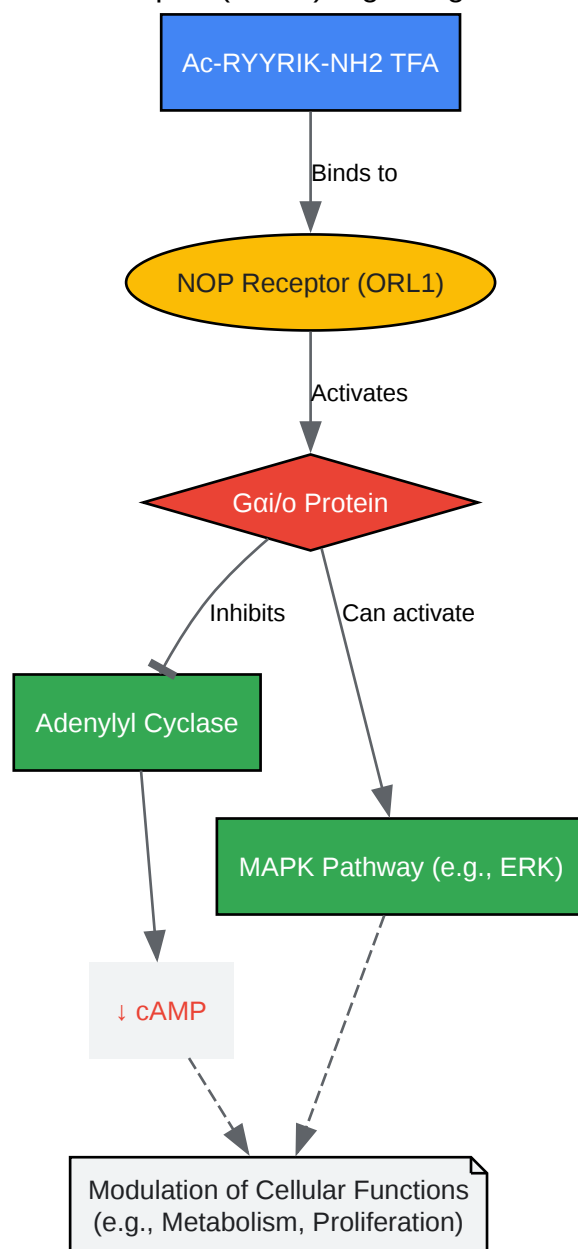 Ac-RYYRIK-NH2 TFA
Binds to
NOP Receptor (ORL1)
Activates
Gαi/o Protein
Inhibits
Can activate
Adenylyl Cyclase
MAPK Pathway (e.g., ERK)
↓ cAMP
Modulation of Cellular Functions
(e.g., Metabolism, Proliferation)